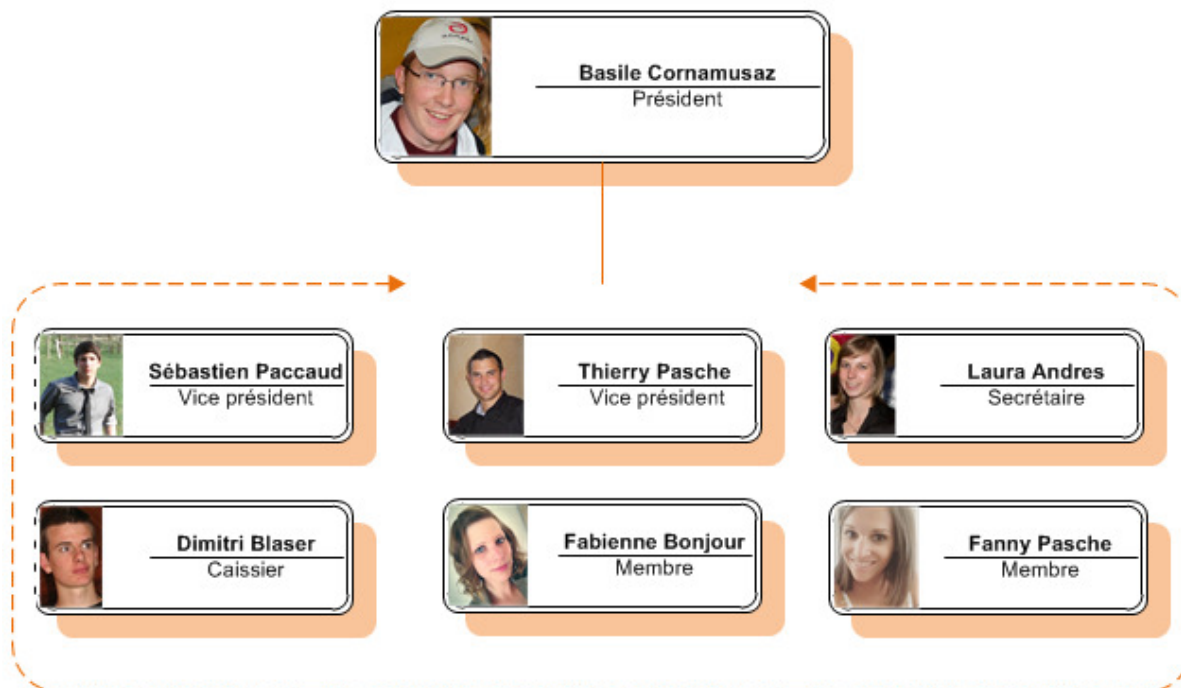 Basile Cornamusaz
Président
Sébastien Paccaud
Vice président
Thierry Pasche
Vice président
Laura Andres
Secrétaire
Dimitri Blaser
Caissier
Fabienne Bonjour
Membre
Fanny Pasche
Membre